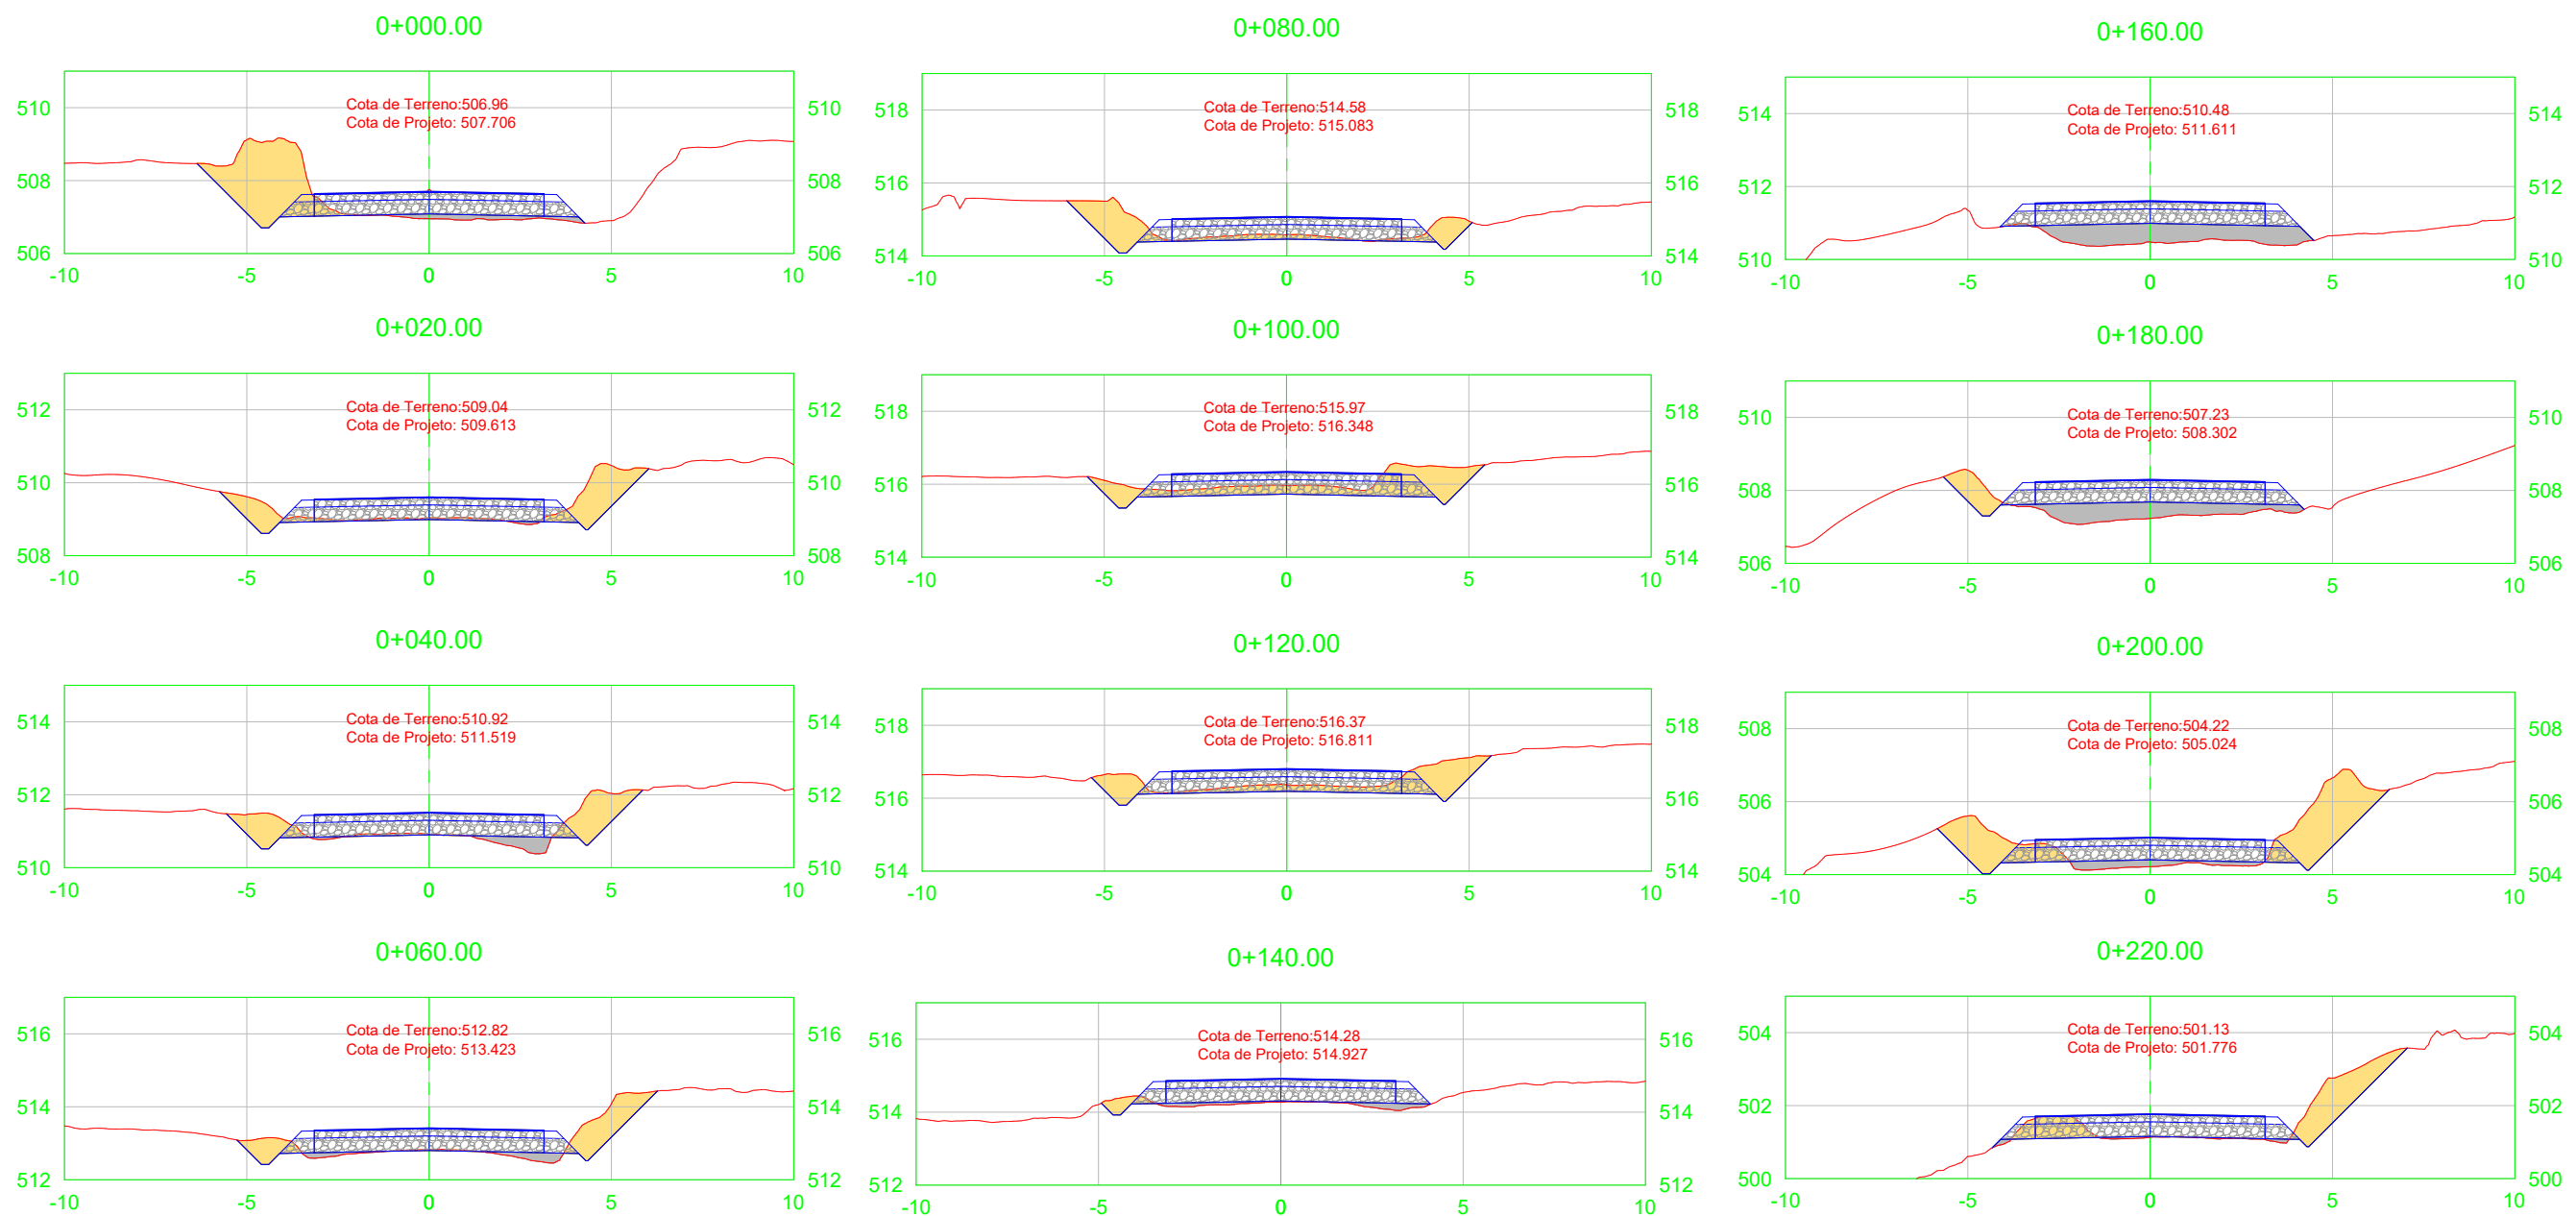 0+000.00
Cota de Terreno:506.96
Cota de Projeto: 507.706
510 510
508 508
506 506
-10 -5 0 5 10
0+020.00
Cota de Terreno:509.04
Cota de Projeto: 509.613
512 512
510 510
508 508
-10 -5 0 5 10
0+040.00
Cota de Terreno:510.92
Cota de Projeto: 511.519
514 514
512 512
510 510
-10 -5 0 5 10
0+060.00
Cota de Terreno:512.82
Cota de Projeto: 513.423
516 516
514 514
512 512
-10 -5 0 5 10
0+080.00
Cota de Terreno:514.58
Cota de Projeto: 515.083
518 518
516 516
514 514
-10 -5 0 5 10
0+100.00
Cota de Terreno:515.97
Cota de Projeto: 516.348
518 518
516 516
514 514
-10 -5 0 5 10
0+120.00
Cota de Terreno:516.37
Cota de Projeto: 516.811
518 518
516 516
514 514
-10 -5 0 5 10
0+140.00
Cota de Terreno:514.28
Cota de Projeto: 514.927
516 516
514 514
512 512
-10 -5 0 5 10
0+160.00
Cota de Terreno:510.48
Cota de Projeto: 511.611
514 514
512 512
510 510
-10 -5 0 5 10
0+180.00
Cota de Terreno:507.23
Cota de Projeto: 508.302
510 510
508 508
506 506
-10 -5 0 5 10
0+200.00
Cota de Terreno:504.22
Cota de Projeto: 505.024
508 508
506 506
504 504
-10 -5 0 5 10
0+220.00
Cota de Terreno:501.13
Cota de Projeto: 501.776
504 504
502 502
500 500
-10 -5 0 5 10